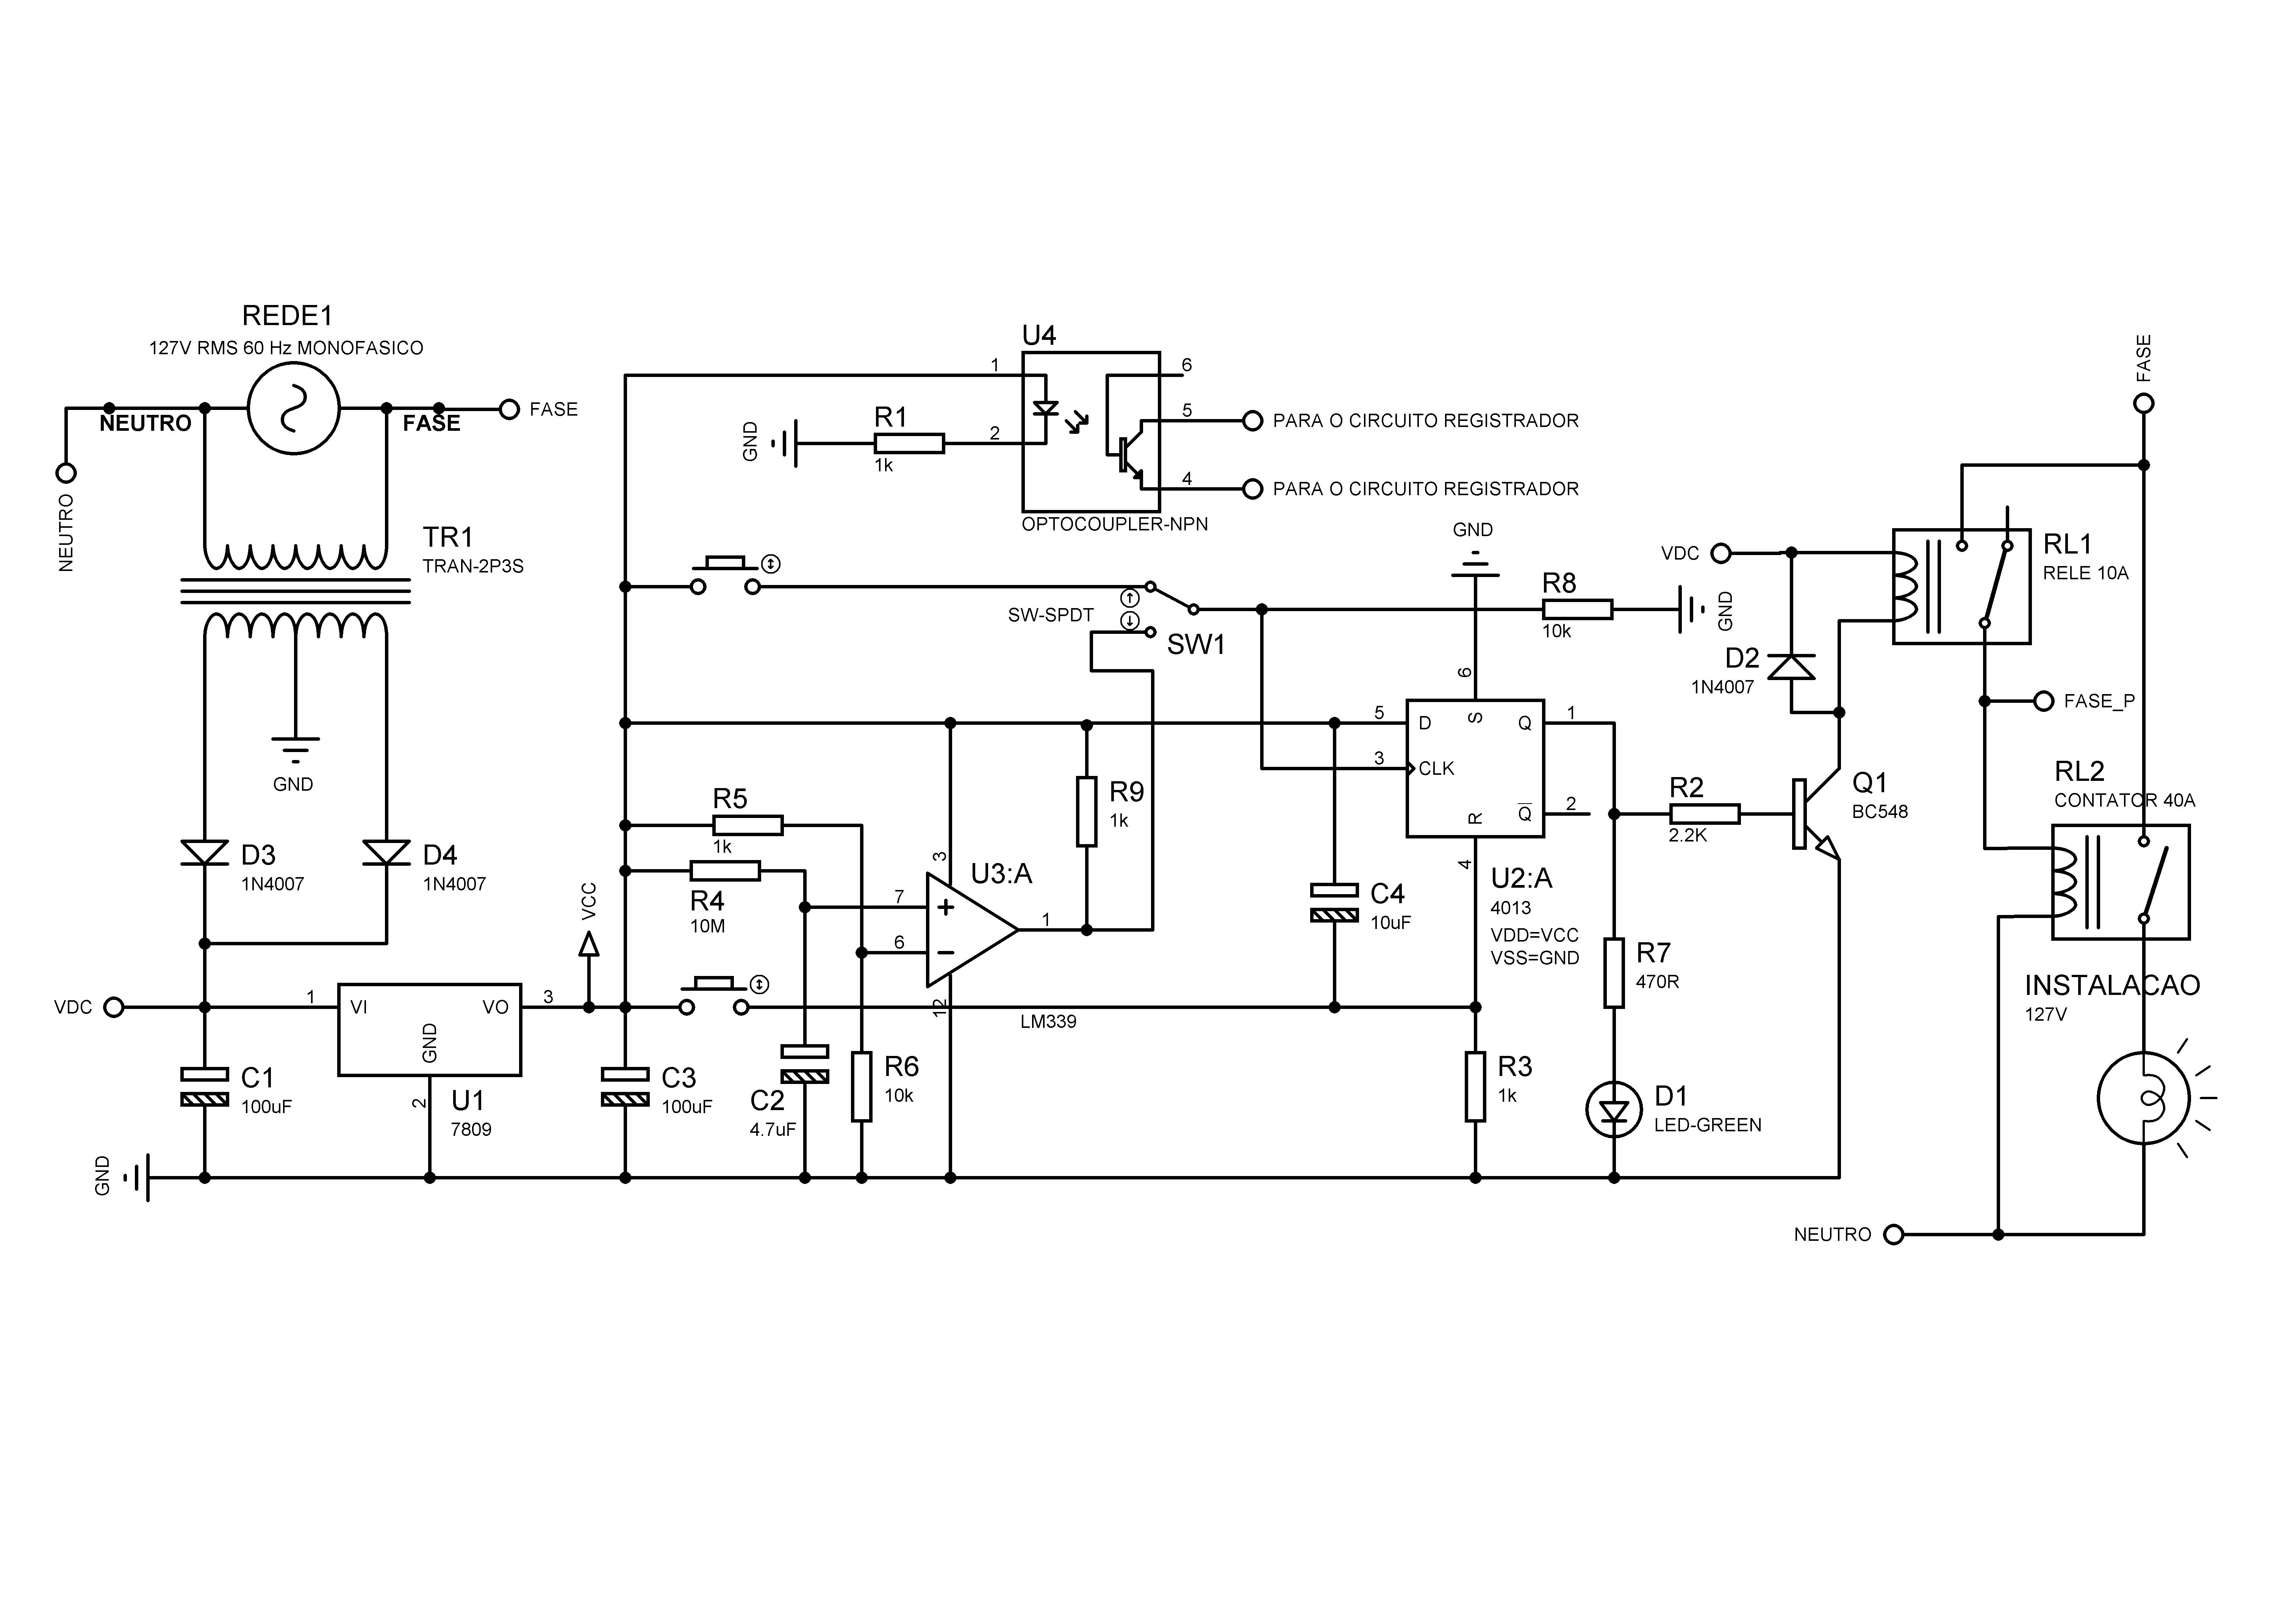 REDE1
127V RMS 60 Hz MONOFASICO
NEUTRO
FASE
FASE
NEUTRO
TR1
TRAN-2P3S
GND
D3
1N4007
D4
1N4007
VDC
1
VI
VO
3
GND
2
U1
7809
C1
100uF
GND
VCC
C3
100uF
U4
1
2
6
5
4
OPTOCOUPLER-NPN
GND
R1
1k
PARA O CIRCUITO REGISTRADOR
PARA O CIRCUITO REGISTRADOR
SW-SPDT
SW1
R5
1k
R4
10M
C2
4.7uF
R6
10k
7
6
3
12
1
U3:A
LM339
R9
1k
GND
R8
10k
GND
6
5
D
S
Q
1
3
CLK
2
Q
R
4
U2:A
4013
VDD=VCC
VSS=GND
C4
10uF
R3
1k
R2
2.2K
R7
470R
D1
LED-GREEN
Q1
BC548
VDC
D2
1N4007
RL1
RELE 10A
FASE
FASE_P
RL2
CONTATOR 40A
INSTALACAO
127V
NEUTRO